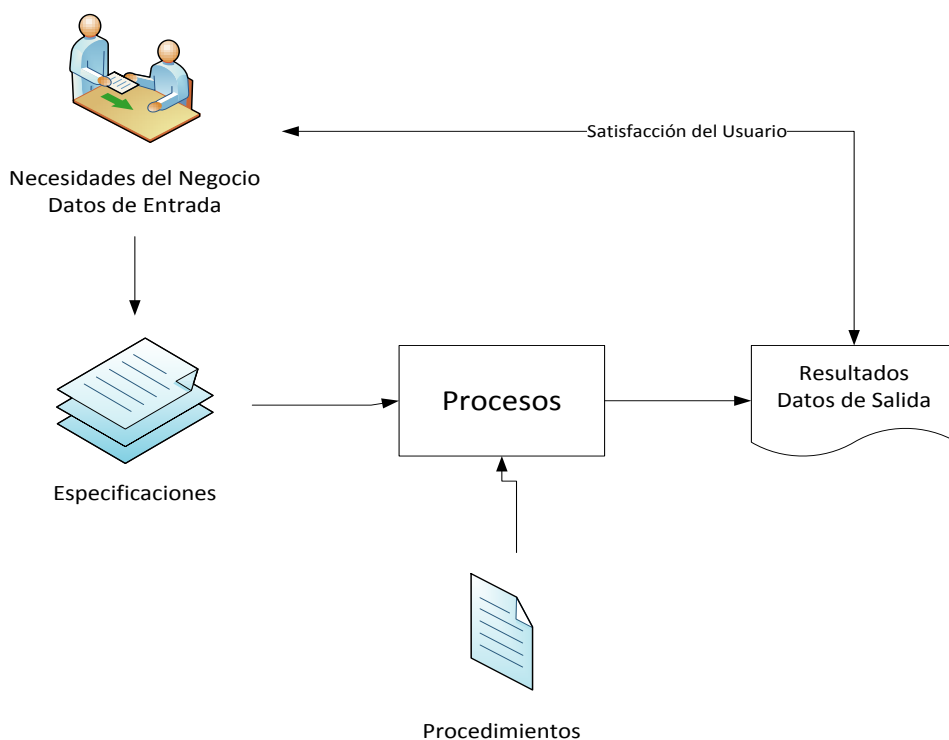 Satisfacción del Usuario
Necesidades del Negocio
Datos de Entrada
Procesos
Resultados
Datos de Salida
Especificaciones
Procedimientos